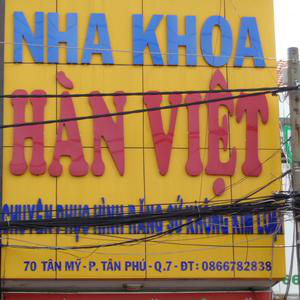 NHA KHOA
HÀN VIỆT
CHUYÊN PHỤC HÌNH RĂNG SỨ KHÔNG KIM LOẠI
70 TÂN MỸ - P. TÂN PHÚ - Q.7 - ĐT : 0866782838